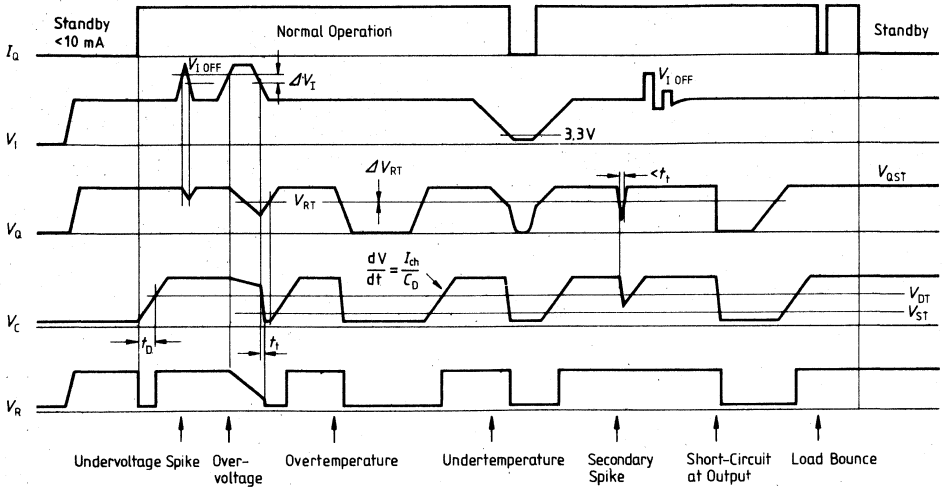 Standby
<10 mA
Normal Operation
Standby
I_Q
V_I OFF
ΔV_I
V_I OFF
3,3V
V_I
ΔV_RT
<t_t
V_QST
V_RT
V_Q
dV/dt = I_ch/C_D
V_DT
V_ST
V_C
t_D
t_t
V_R
Undervoltage Spike
Over-
voltage
Overtemperature
Undertemperature
Secondary
Spike
Short-Circuit
at Output
Load Bounce